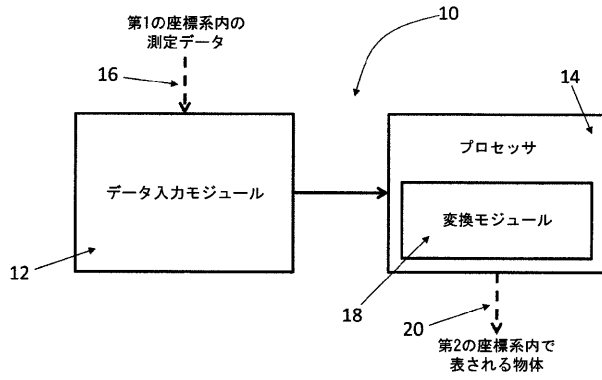 第1の座標系内の
測定データ
10
16
14
プロセッサ
データ入力モジュール
変換モジュール
12
18
20
第2の座標系内で
表される物体